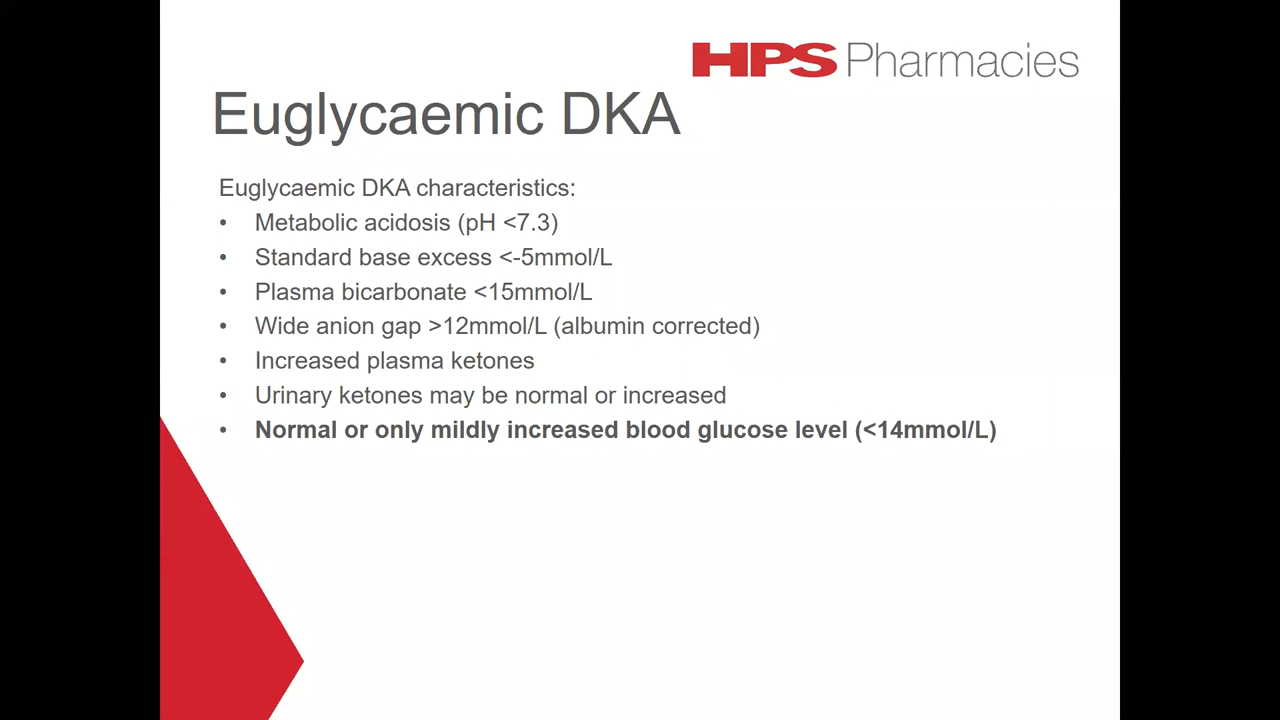 HPS Pharmacies
Euglycaemic DKA
Euglycaemic DKA characteristics:
• Metabolic acidosis (pH <7.3)
• Standard base excess <-5mmol/L
• Plasma bicarbonate <15mmol/L
• Wide anion gap >12mmol/L (albumin corrected)
• Increased plasma ketones
• Urinary ketones may be normal or increased
• Normal or only mildly increased blood glucose level (<14mmol/L)